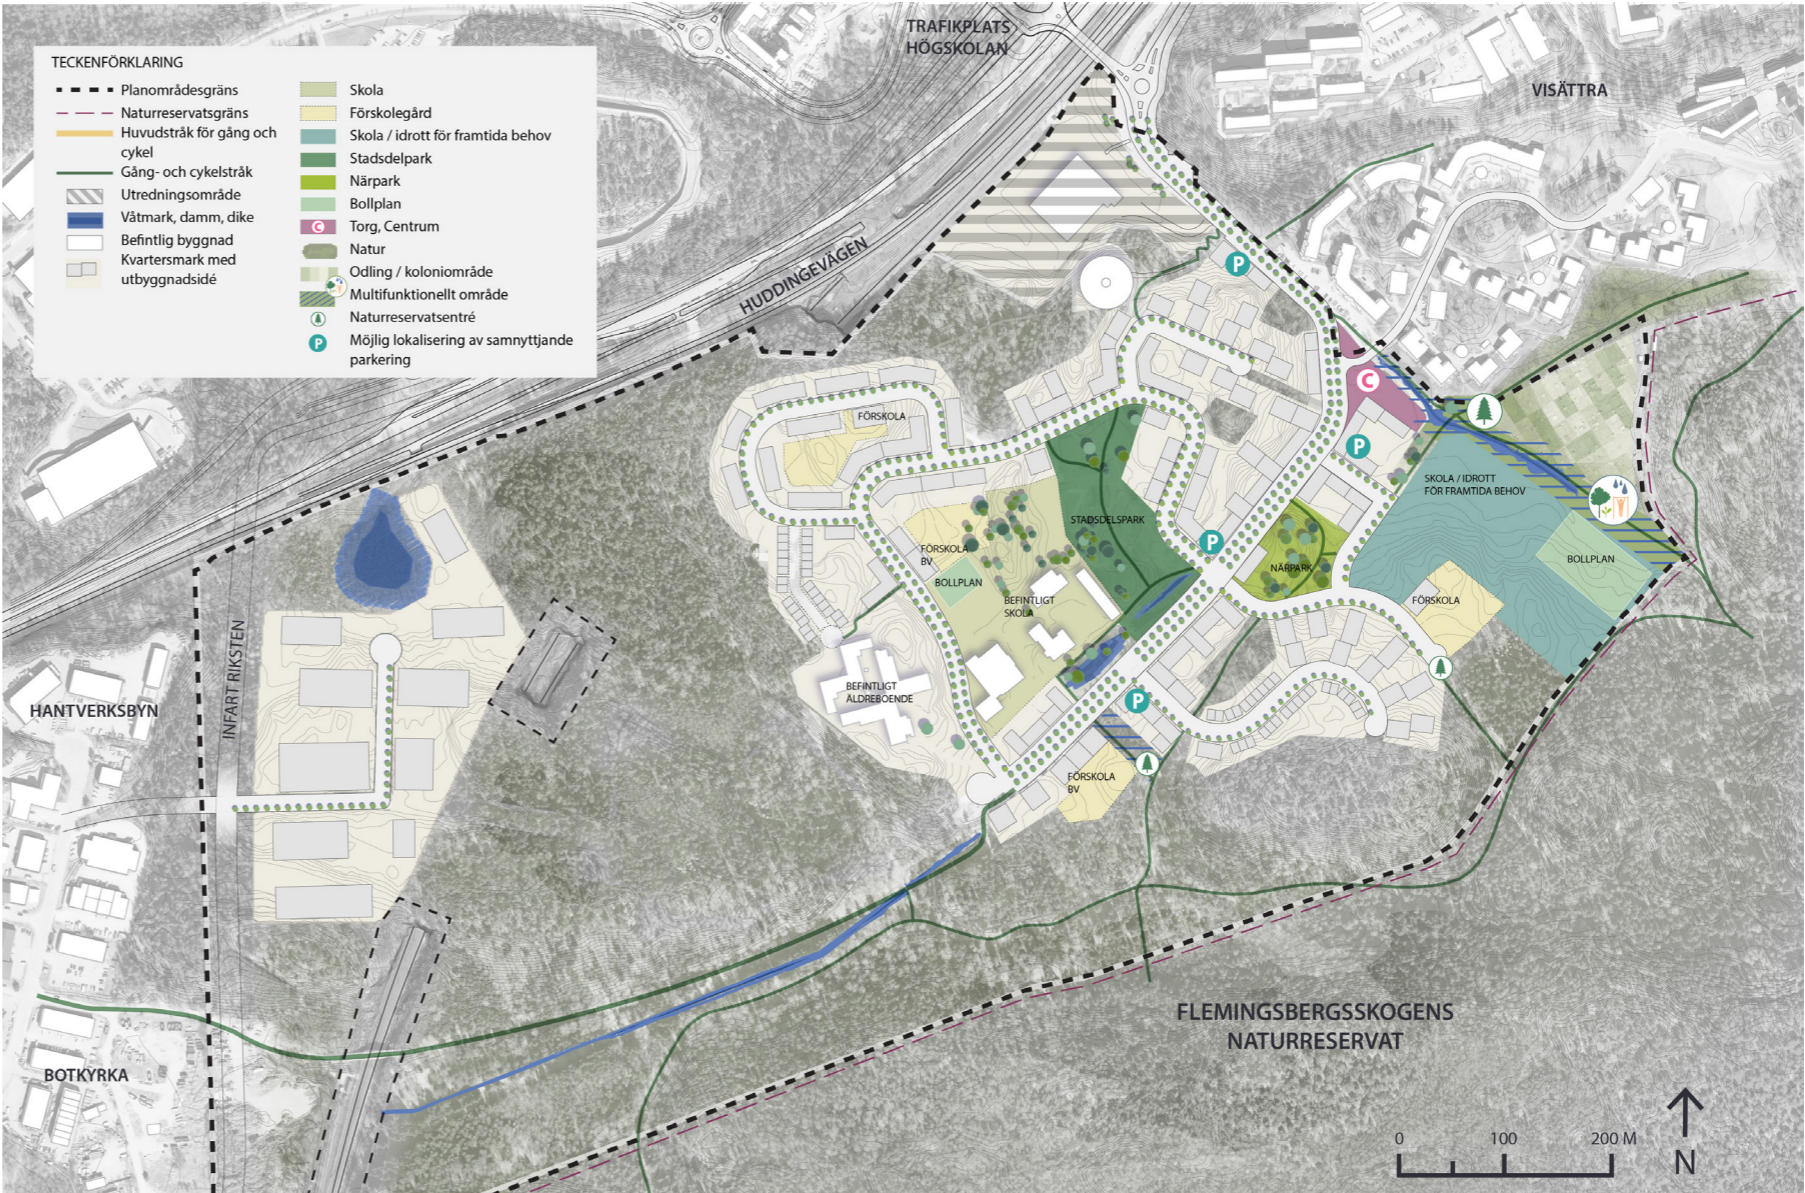 TRAFIKPLATS
HÖGSKOLAN
VISÄTTRA
TECKENFÖRKLARING
Planområdesgräns
Naturreservatsgräns
Huvudstråk för gång och
cykel
Gång- och cykelstråk
Utredningsområde
Våtmark, damm, dike
Befintlig byggnad
Kvartersmark med
utbyggnadsidé
Skola
Förskolegård
Skola / idrott för framtida behov
Stadsdelpark
Närpark
Bollplan
C
Torg, Centrum
Natur
Odling / koloniområde
Multifunktionellt område
Naturreservatsentré
P
Möjlig lokalisering av samnyttjande
parkering
HUDDINGEVÄGEN
P
C
FÖRSKOLA
P
SKOLA / IDROTT
FÖR FRAMTIDA BEHOV
STADSDELSPARK
P
FÖRSKOLA
BV
BOLLPLAN
NÄRPARK
BOLLPLAN
BEFINTLIGT
SKOLA
FÖRSKOLA
INFART RIKSTEN
BEFINTLIGT
ÄLDREBOENDE
P
HANTVERKSBYN
FÖRSKOLA
BV
FLEMINGSBERGSSKOGENS
NATURRESERVAT
BOTKYRKA
0 100 200 M
N